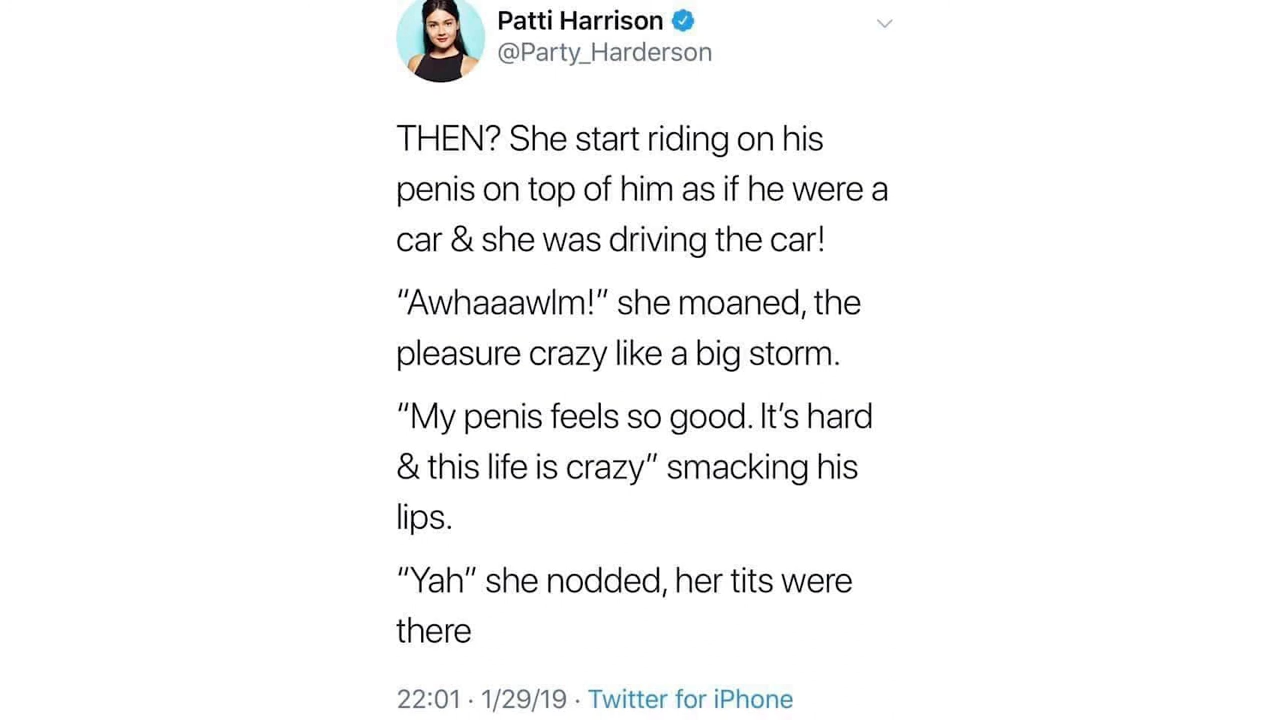 Patti Harrison
@Party_Harderson
THEN? She start riding on his
penis on top of him as if he were a
car & she was driving the car!
“Awhaaawlm!” she moaned, the
pleasure crazy like a big storm.
“My penis feels so good. It’s hard
& this life is crazy” smacking his
lips.
“Yah” she nodded, her tits were
there
22:01 · 1/29/19 · Twitter for iPhone